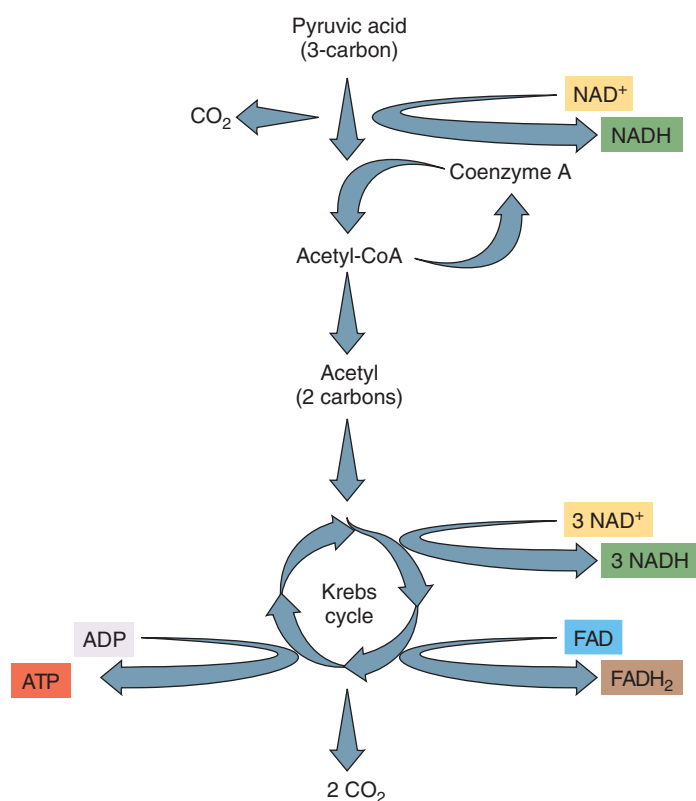 Pyruvic acid
(3-carbon)
NAD⁺
CO₂
NADH
Coenzyme A
Acetyl-CoA
Acetyl
(2 carbons)
3 NAD⁺
3 NADH
Krebs
cycle
ADP
FAD
ATP
FADH₂
2 CO₂